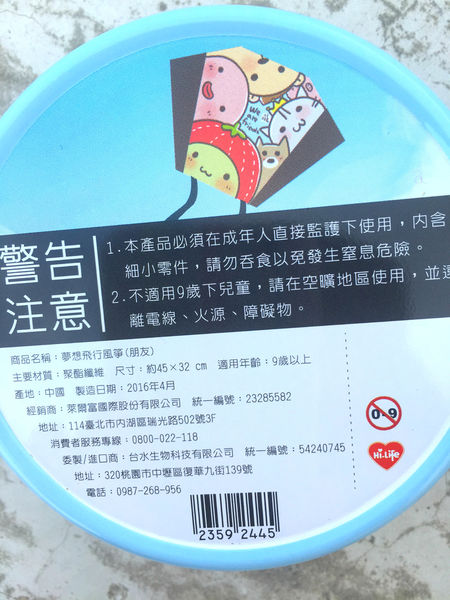 We are friends
警告
注意
1.本產品必須在成年人直接監護下使用，內含
細小零件，請勿吞食以免發生窒息危險。
2.不適用9歲下兒童，請在空曠地區使用，並遠
離電線、火源、障礙物。
商品名稱：夢想飛行風箏(朋友)
主要材質：聚酯纖維 尺寸：約45×32 cm 適用年齡：9歲以上
產地：中國 製造日期：2016年4月
經銷商：萊爾富國際股份有限公司 統一編號：23285582
地址：114臺北市內湖區瑞光路502號3F
消費者服務專線：0800-022-118
委製/進口商：台水生物科技有限公司 統一編號：54240745
地址：320桃園市中壢區復華九街139號
電話：0987-268-956
0-9
Hi-Life
2359 2445